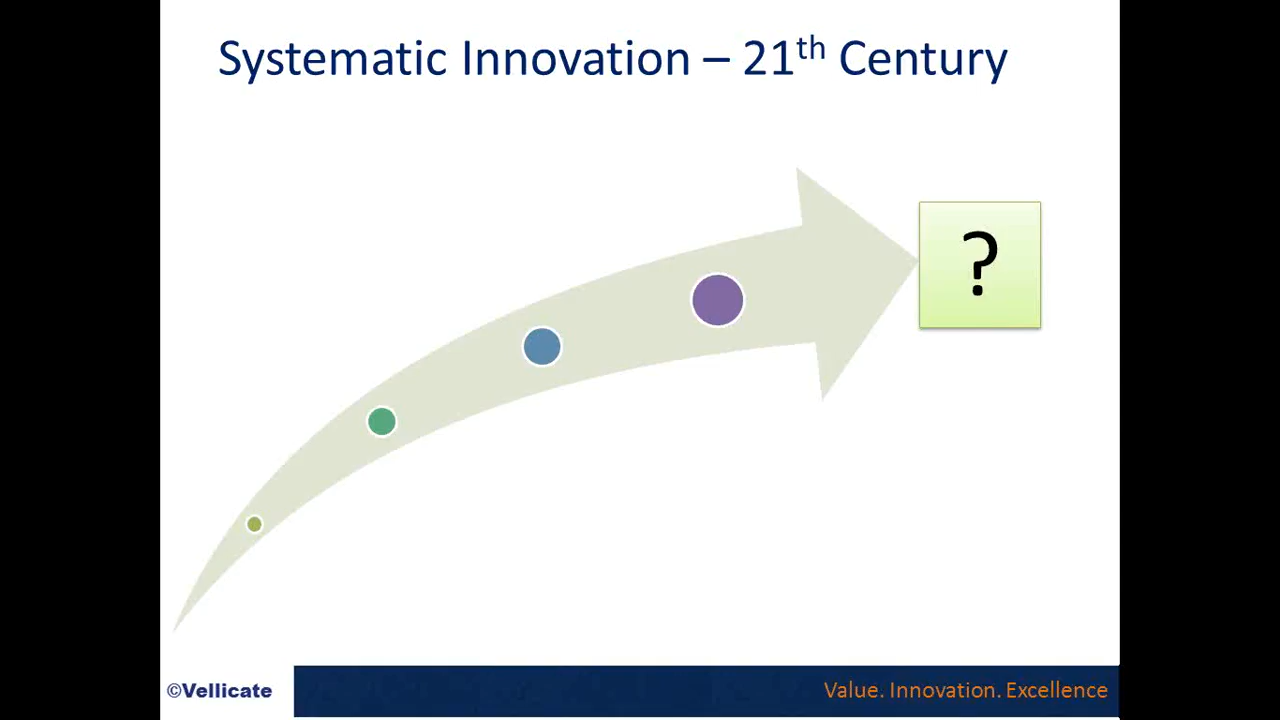 Systematic Innovation – 21th Century
?
©Vellicate
Value. Innovation. Excellence